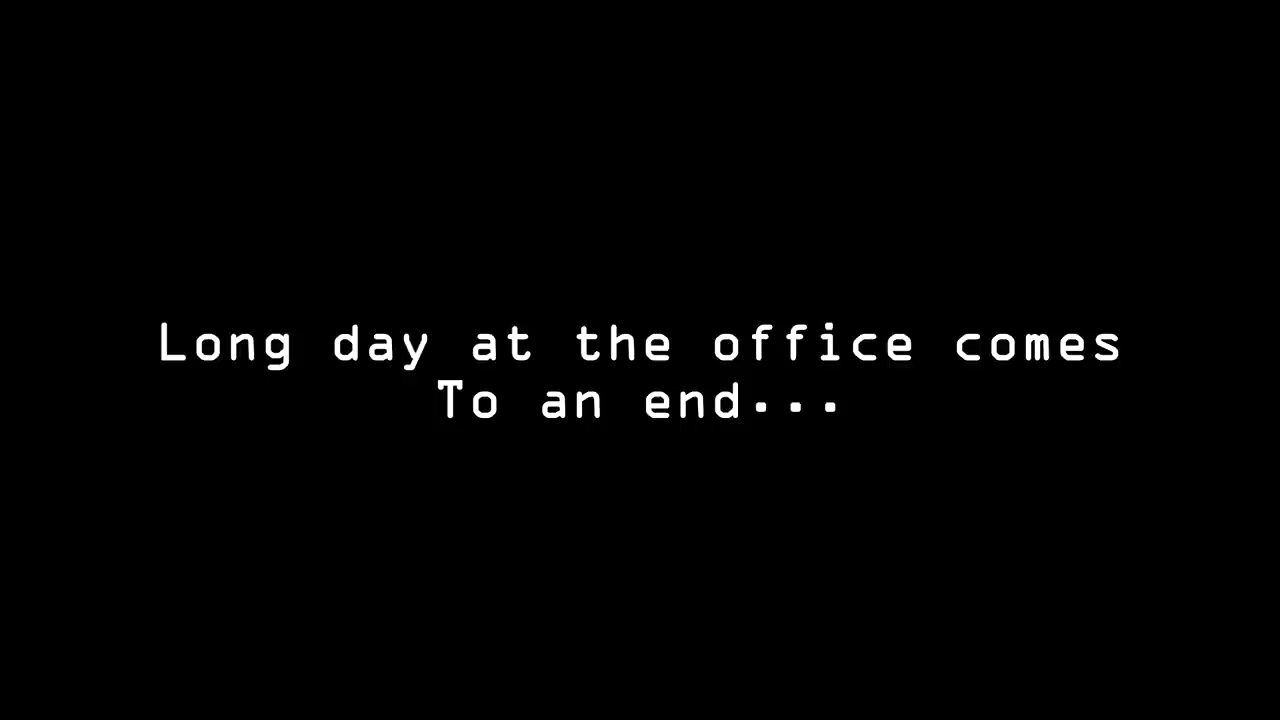 Long day at the office comes
To an end...